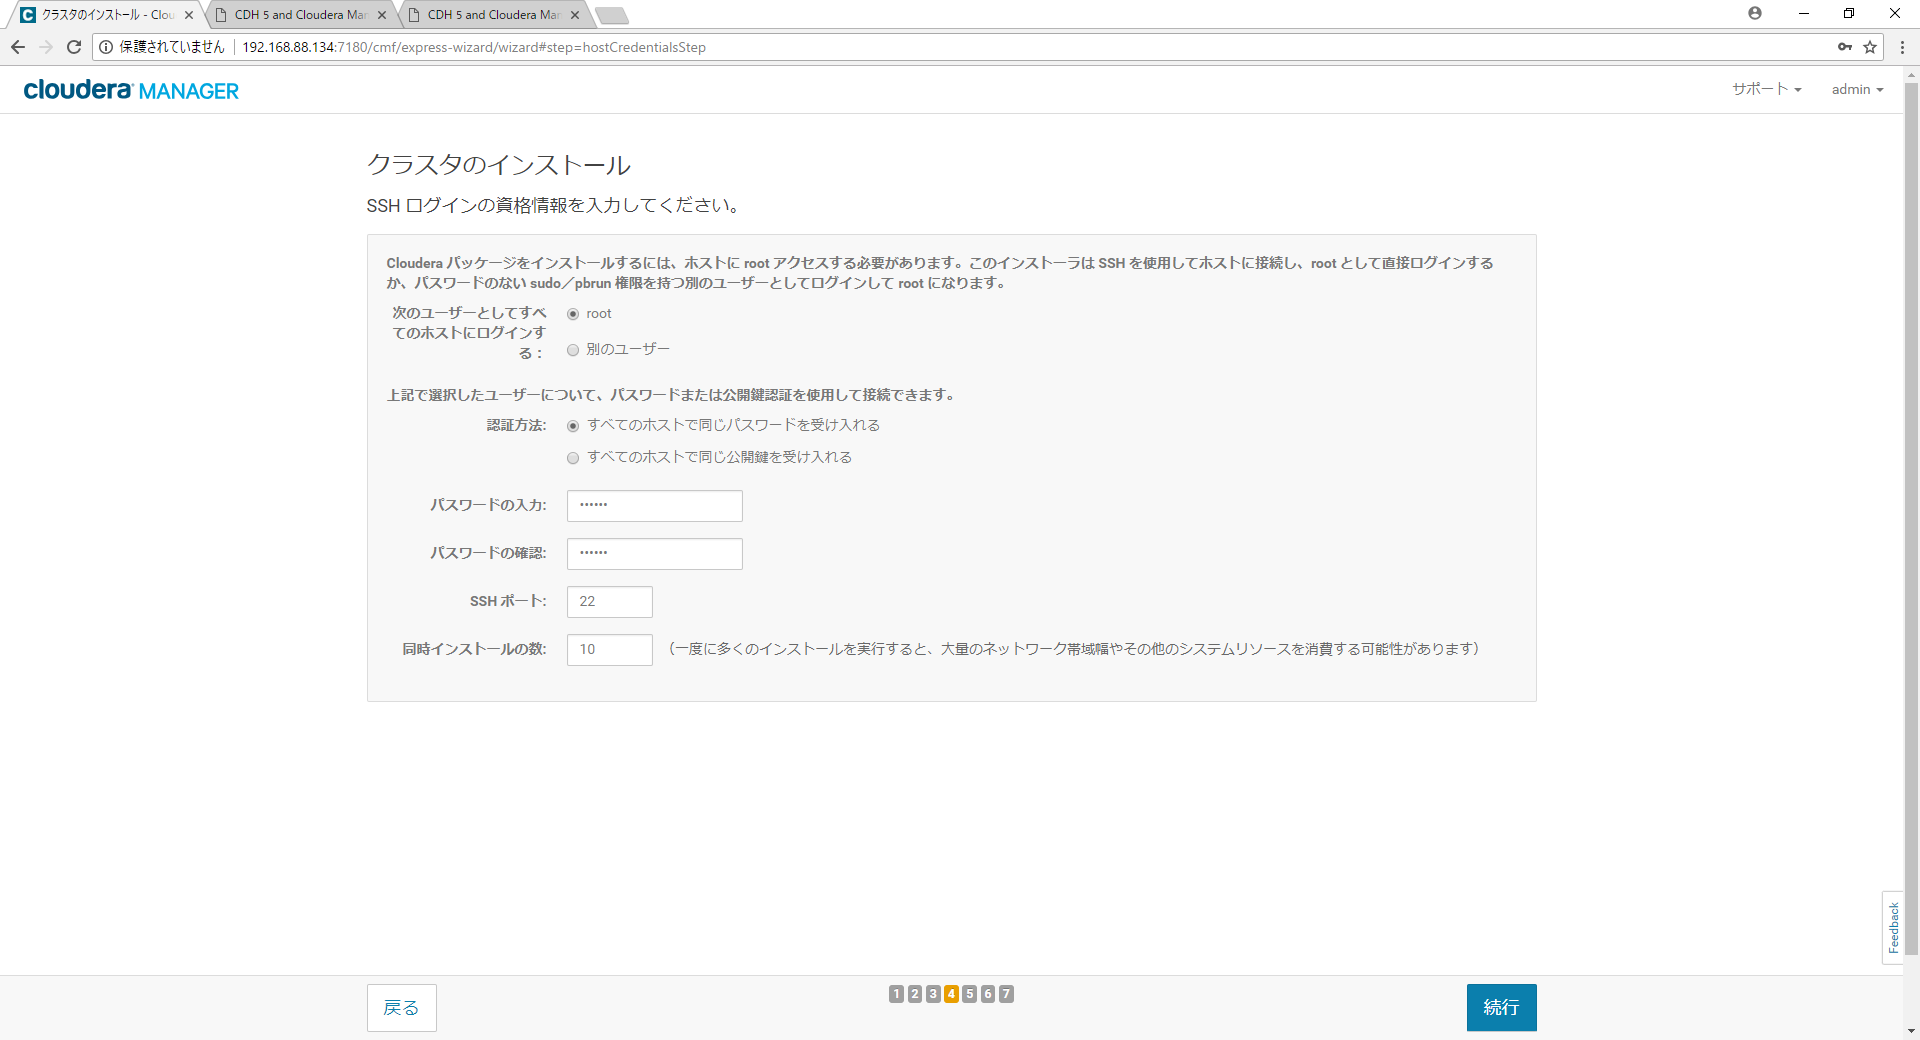 クラスタのインストール - Clou
CDH 5 and Cloudera Man
CDH 5 and Cloudera Man
保護されていません
192.168.88.134:7180/cmf/express-wizard/wizard#step=hostCredentialsStep
cloudera MANAGER
サポート
admin
クラスタのインストール
SSH ログインの資格情報を入力してください。
Cloudera パッケージをインストールするには、ホストに root アクセスする必要があります。このインストーラは SSH を使用してホストに接続し、root として直接ログインする
か、パスワードのない sudo／pbrun 権限を持つ別のユーザーとしてログインして root になります。
次のユーザーとしてすべ
てのホストにログインす
る：
root
別のユーザー
上記で選択したユーザーについて、パスワードまたは公開鍵認証を使用して接続できます。
認証方法:
すべてのホストで同じパスワードを受け入れる
すべてのホストで同じ公開鍵を受け入れる
パスワードの入力:
••••••
パスワードの確認:
••••••
SSH ポート:
22
同時インストールの数:
10
（一度に多くのインストールを実行すると、大量のネットワーク帯域幅やその他のシステムリソースを消費する可能性があります）
Feedback
戻る
1 2 3 4 5 6 7
続行